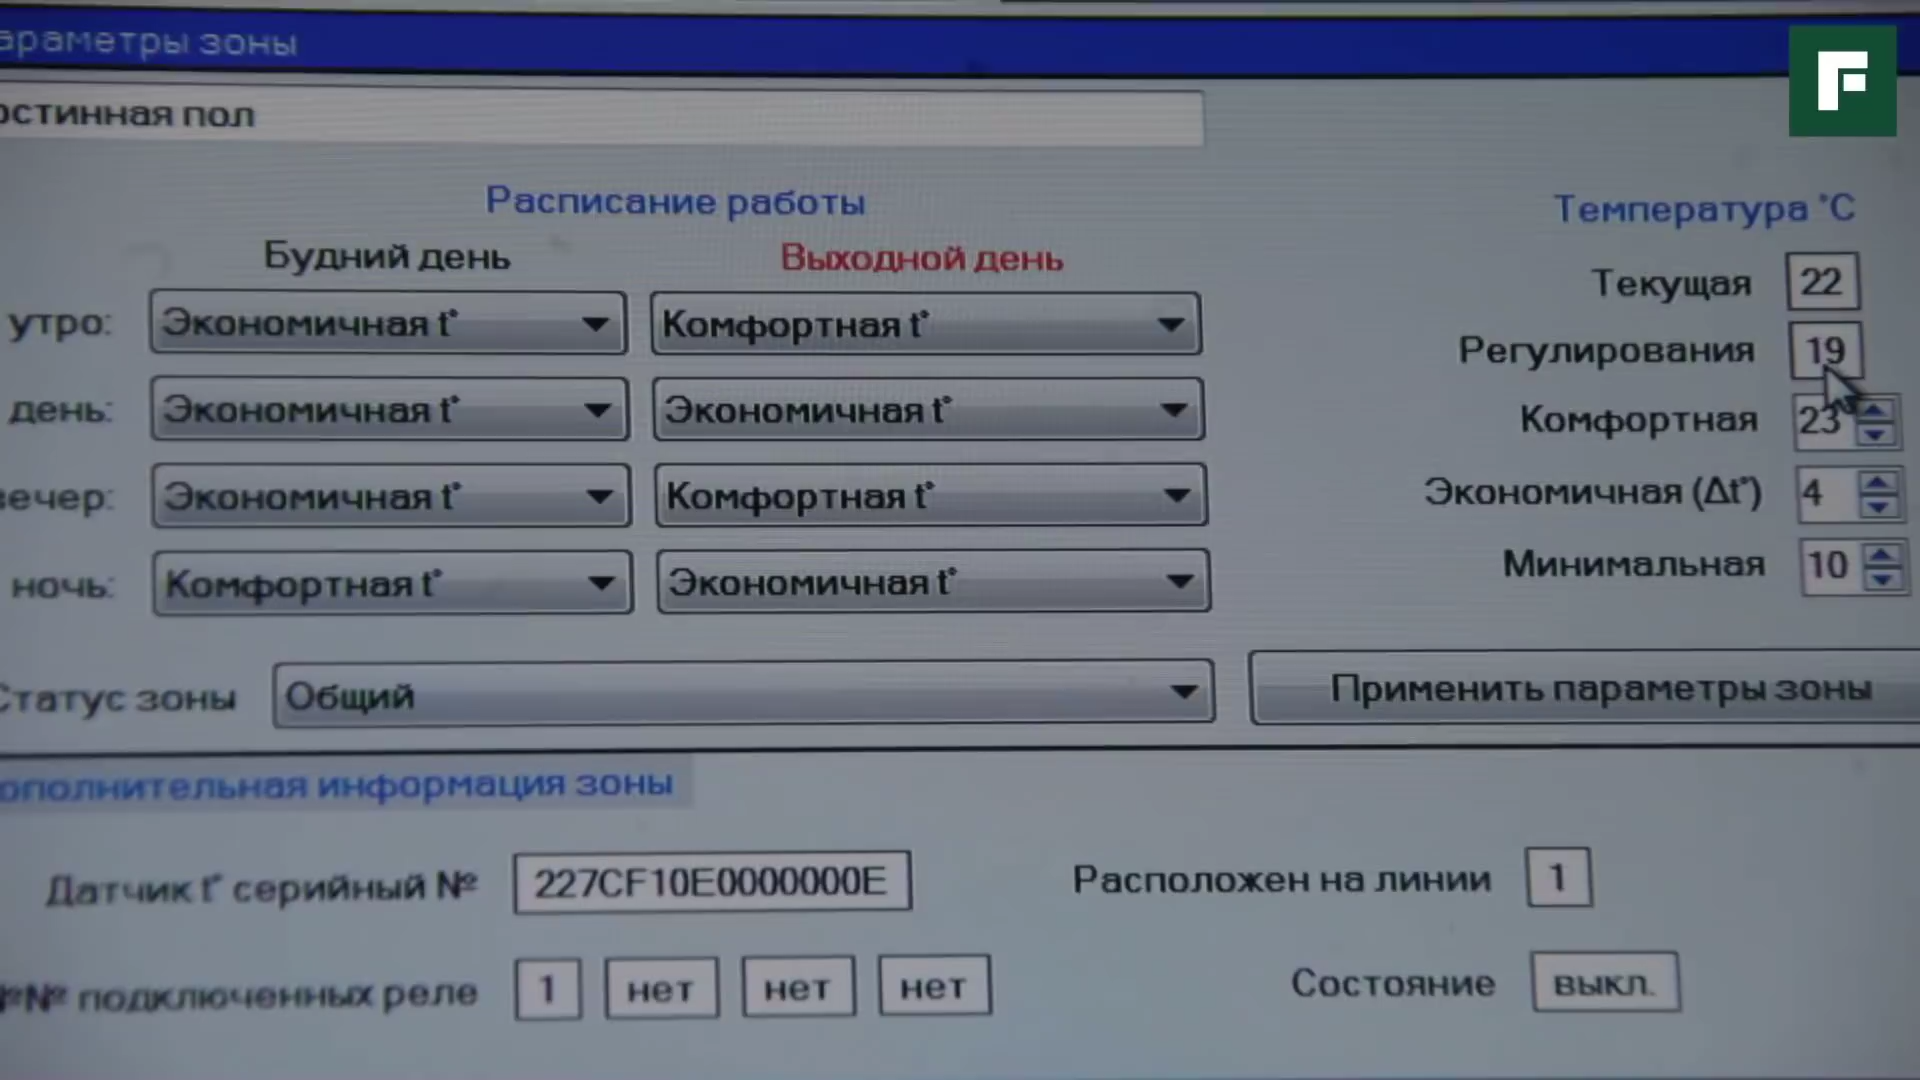 араметры зоны
остинная пол
Расписание работы
Температура °C
Будний день
Выходной день
Текущая 22
утро: Экономичная t° Комфортная t°
Регулирования 19
день: Экономичная t° Экономичная t°
Комфортная 23
вечер: Экономичная t° Комфортная t°
Экономичная (Δt°) 4
ночь: Комфортная t° Экономичная t°
Минимальная 10
Статус зоны Общий
Применить параметры зоны
ополнительная информация зоны
Датчик t° серийный № 227CF10E0000000E
Расположен на линии 1
№№ подключенных реле 1 нет нет нет
Состояние выкл.
F